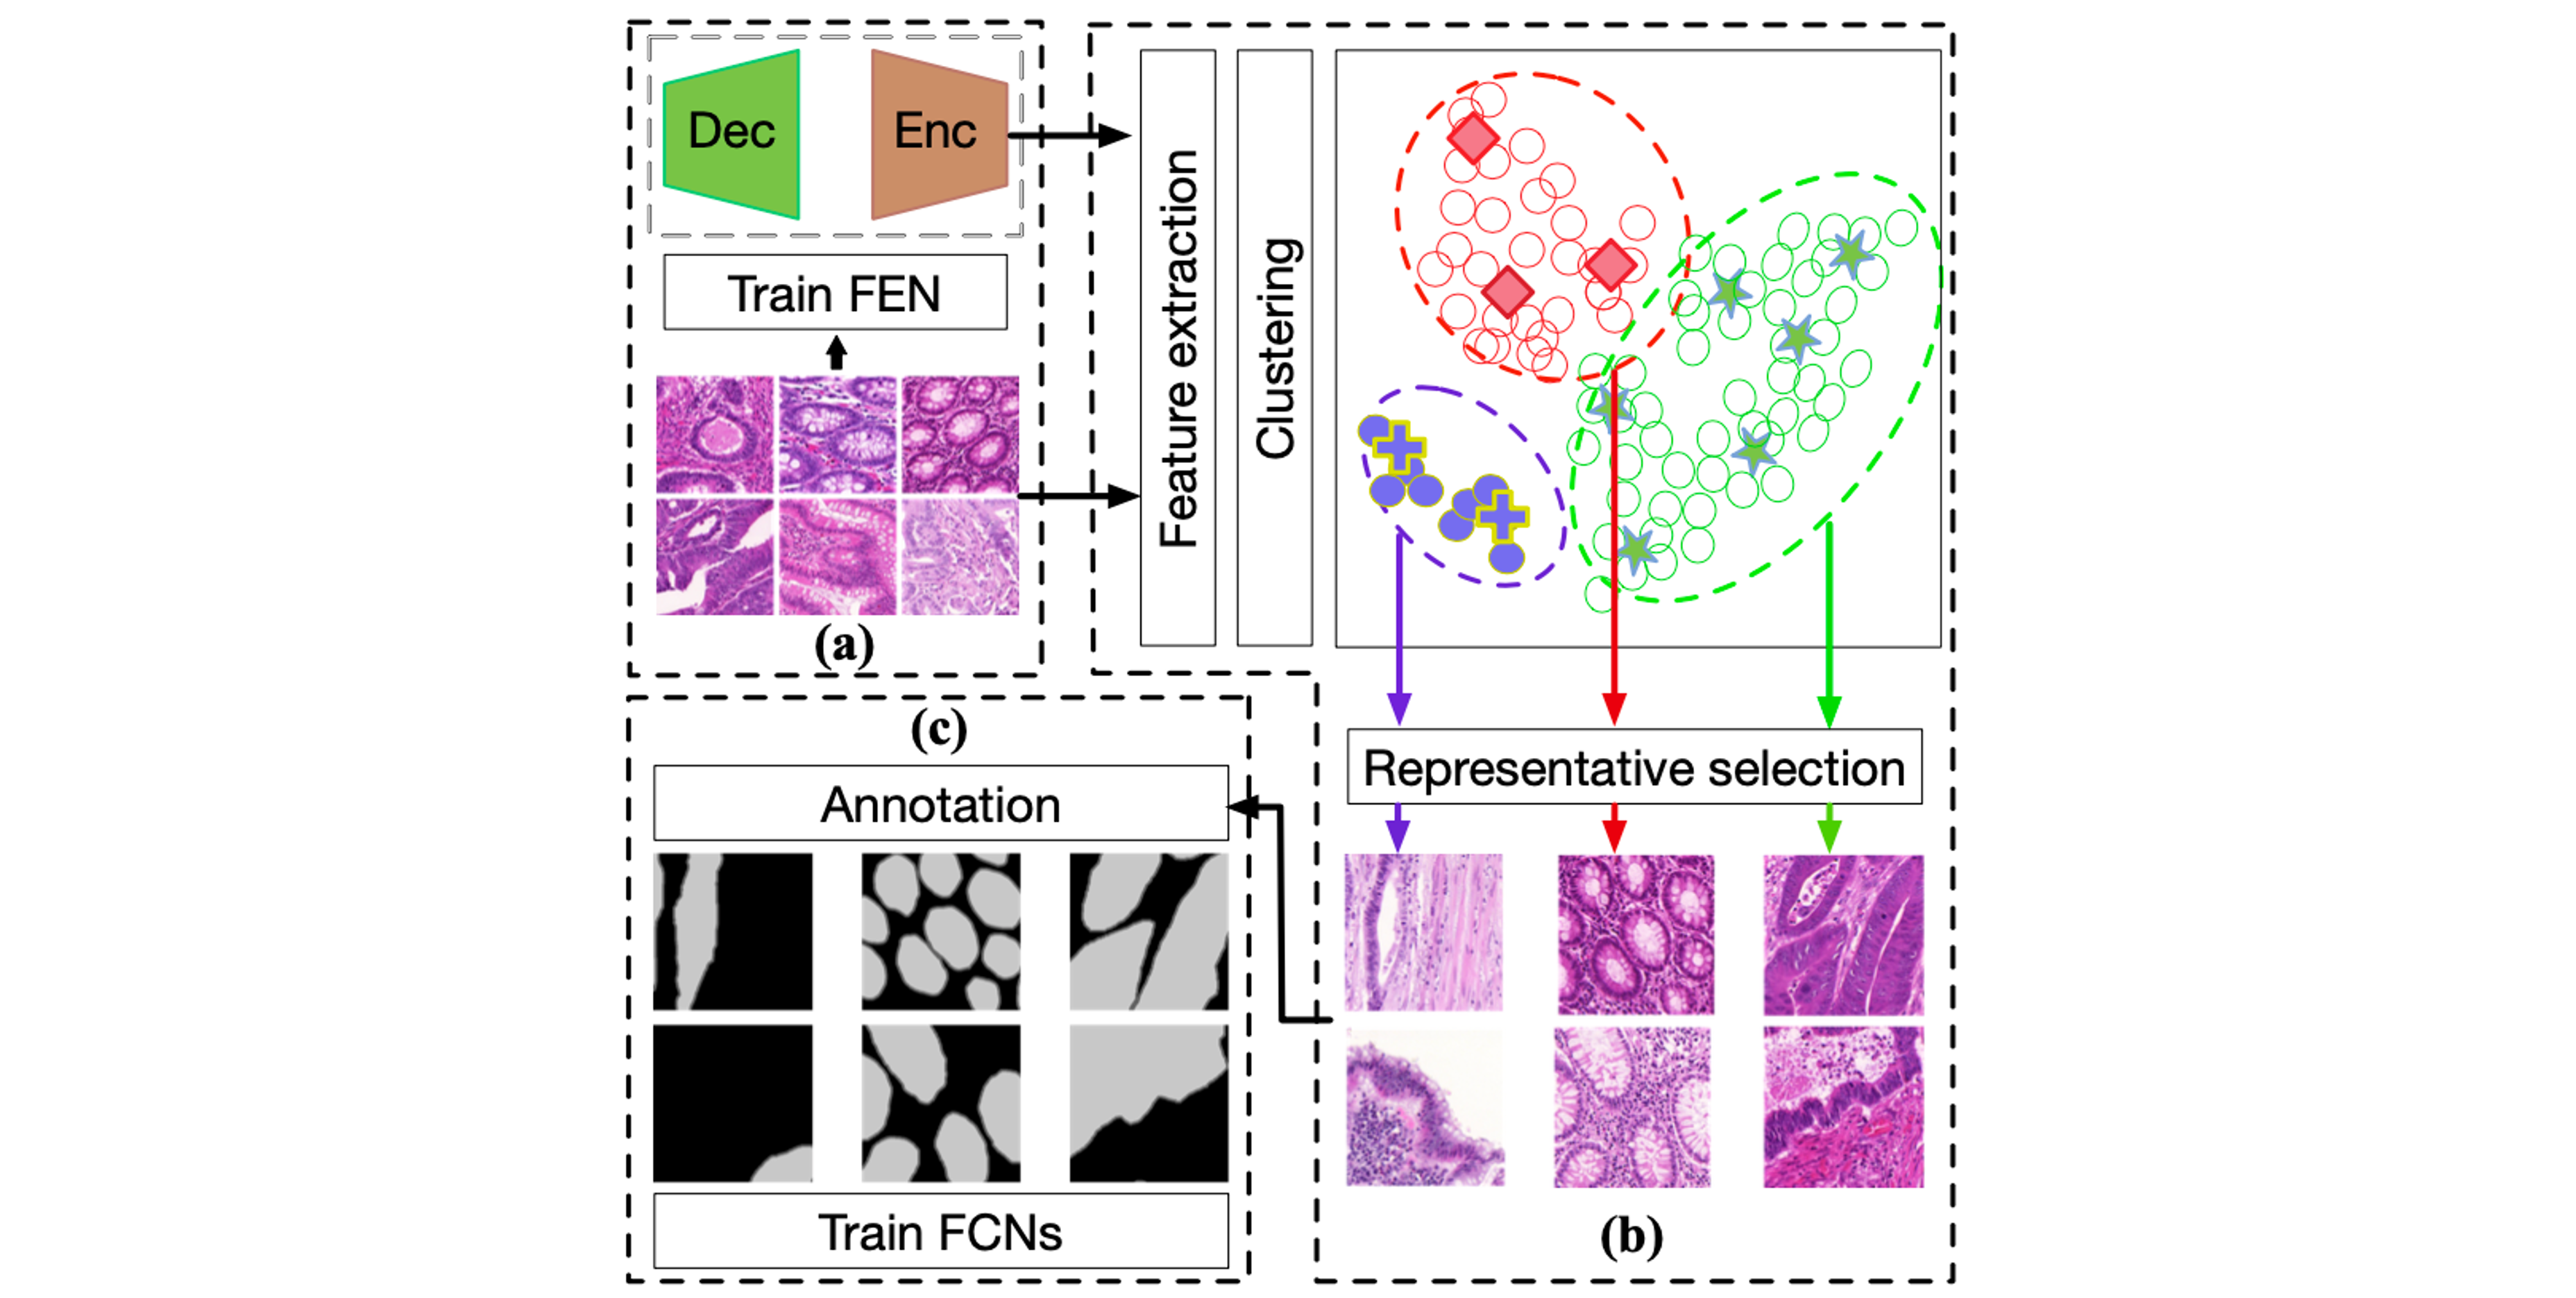 Dec
Enc
Train FEN
(a)
Feature extraction
Clustering
Representative selection
(b)
(c)
Annotation
Train FCNs